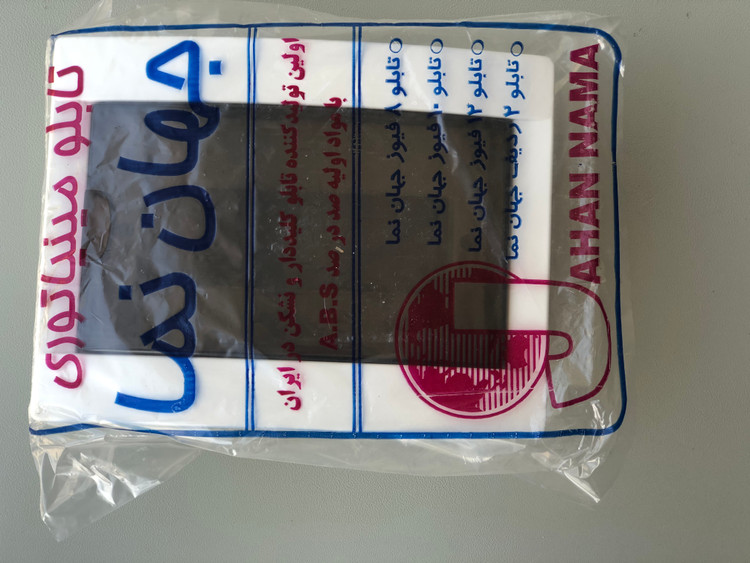 تابلو مینیاتوری
جهان نما
اولین تولیدکننده تابلو کلیددار و نشکن در ایران
با مواد اولیه صد در صد A.B.S
تابلو ۸ فیوز جهان نما
تابلو ۱۰ فیوز جهان نما
تابلو ۱۲ فیوز جهان نما
تابلو ۲ ردیف جهان نما
JAHAN NAMA